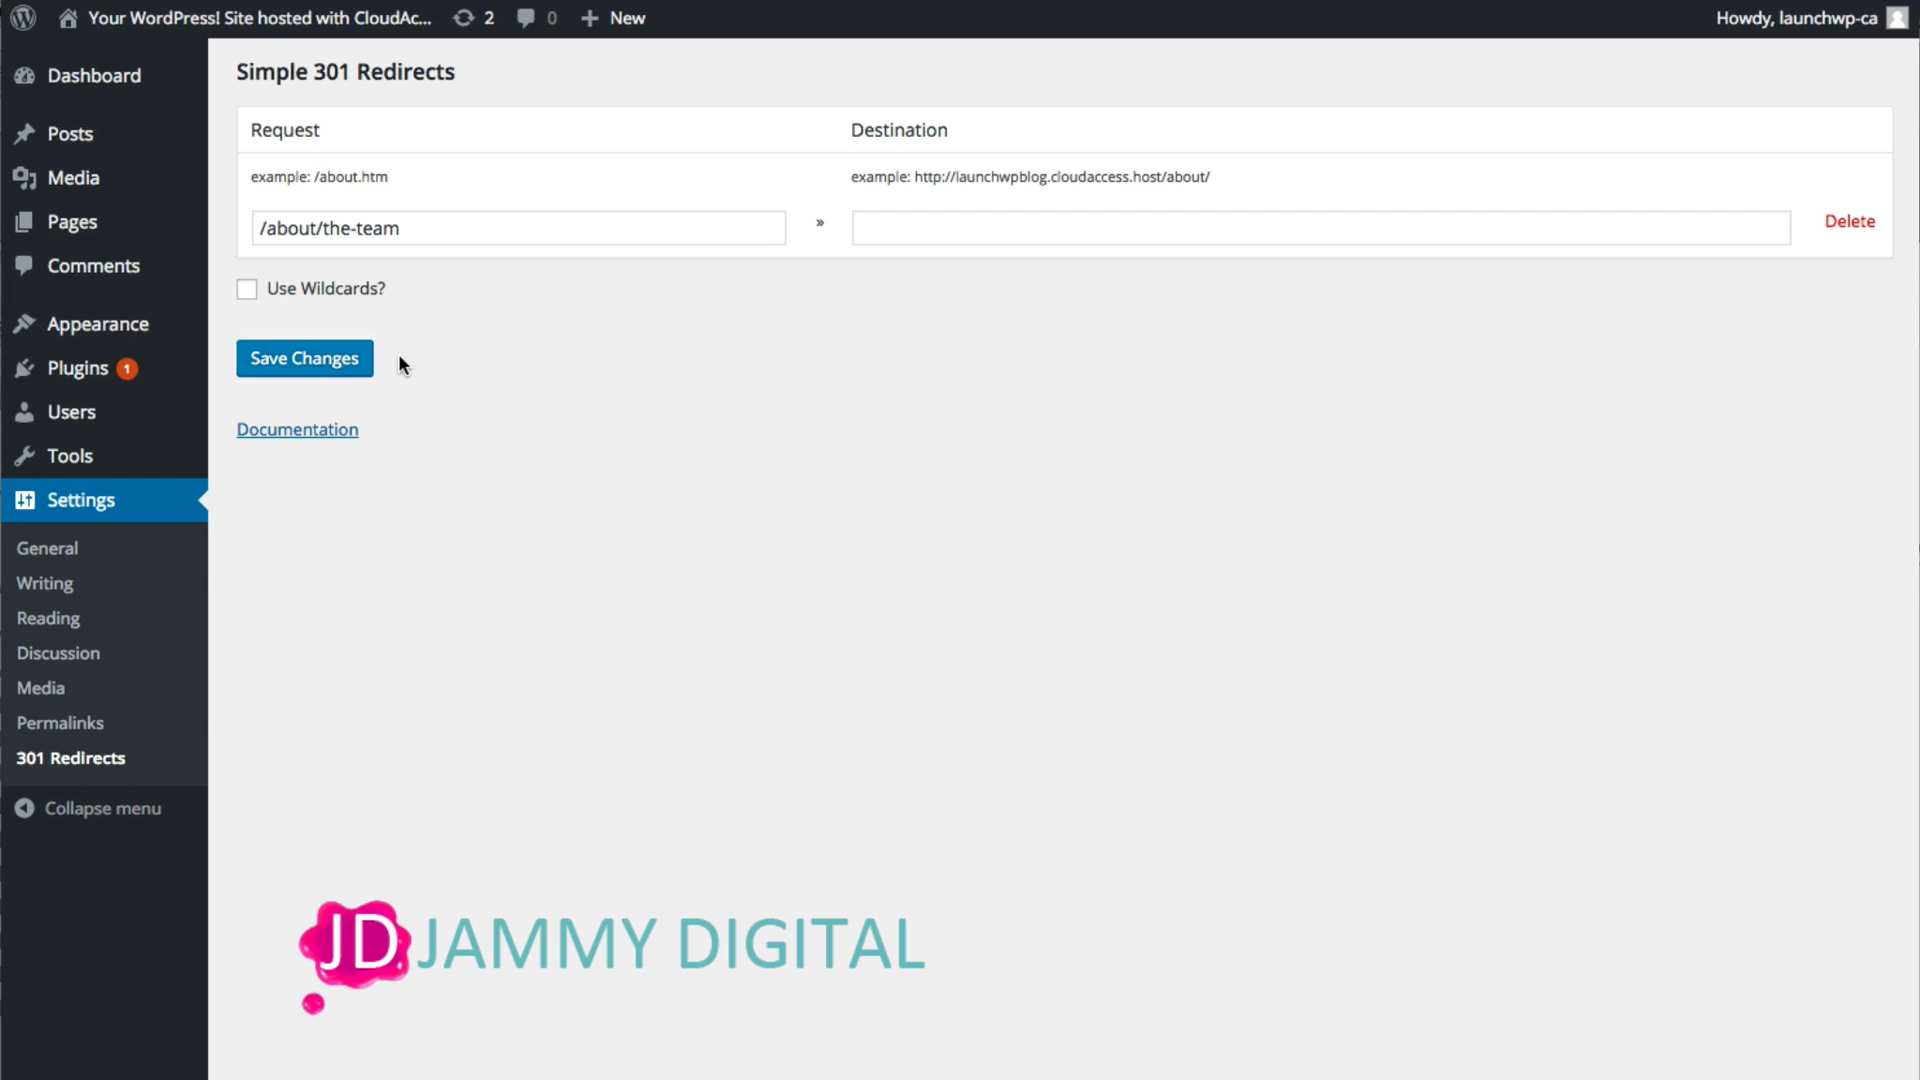 Your WordPress! Site hosted with CloudAc...
2
0
New
Howdy, launchwp-ca
Dashboard
Posts
Media
Pages
Comments
Appearance
Plugins 1
Users
Tools
Settings
General
Writing
Reading
Discussion
Media
Permalinks
301 Redirects
Collapse menu
Simple 301 Redirects
Request
Destination
example: /about.htm
example: http://launchwpblog.cloudaccess.host/about/
/about/the-team
»
Delete
Use Wildcards?
Save Changes
Documentation
JD JAMMY DIGITAL